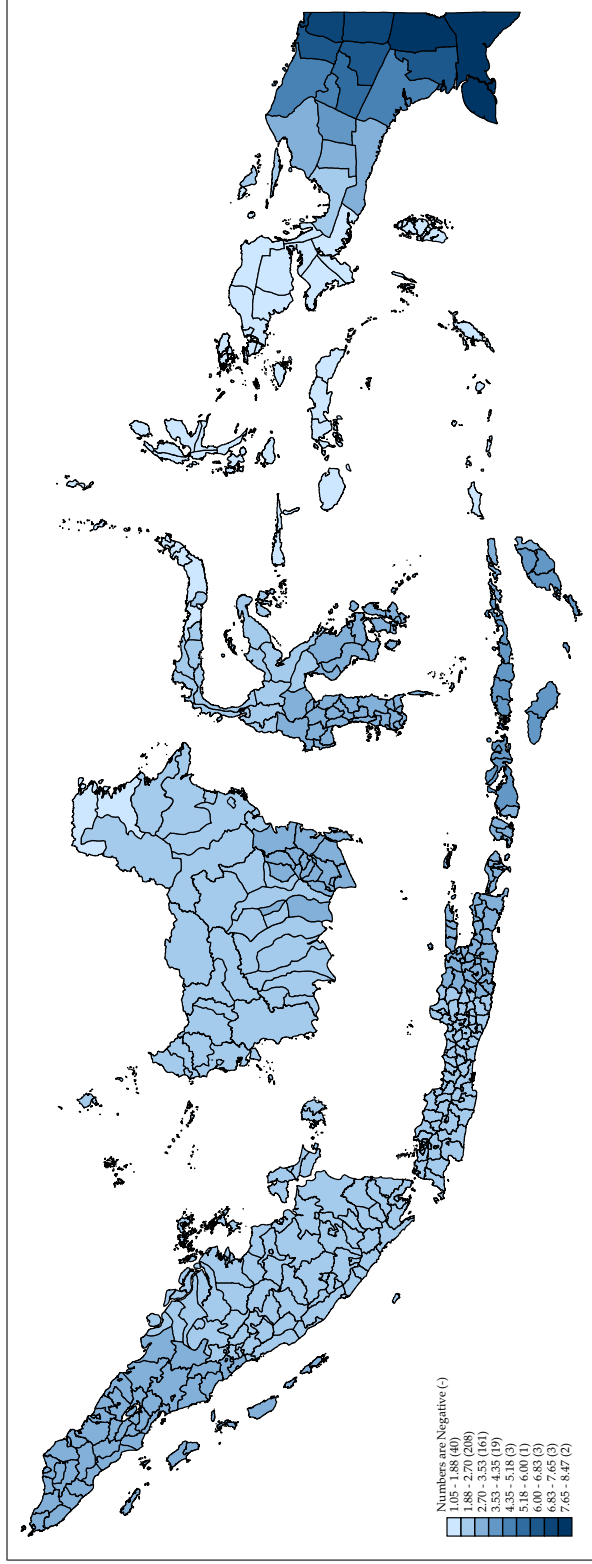 Numbers are Negative (-)
1.05 - 1.88 (40)
1.88 - 2.70 (208)
2.70 - 3.53 (161)
3.53 - 4.35 (19)
4.35 - 5.18 (3)
5.18 - 6.00 (1)
6.00 - 6.83 (3)
6.83 - 7.65 (3)
7.65 - 8.47 (2)